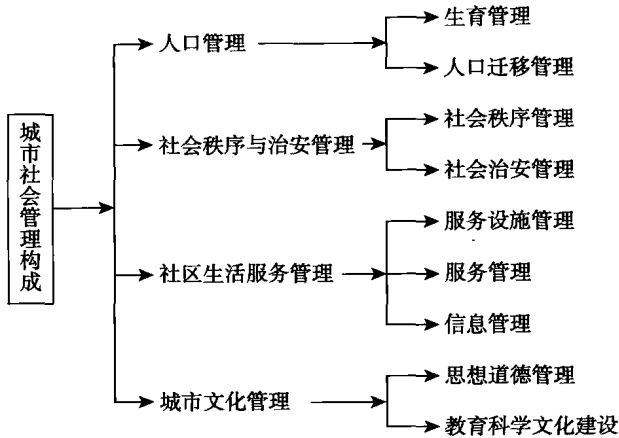 城市社会管理构成
人口管理
生育管理
人口迁移管理
社会秩序与治安管理
社会秩序管理
社会治安管理
社区生活服务管理
服务设施管理
服务管理
信息管理
城市文化管理
思想道德管理
教育科学文化建设